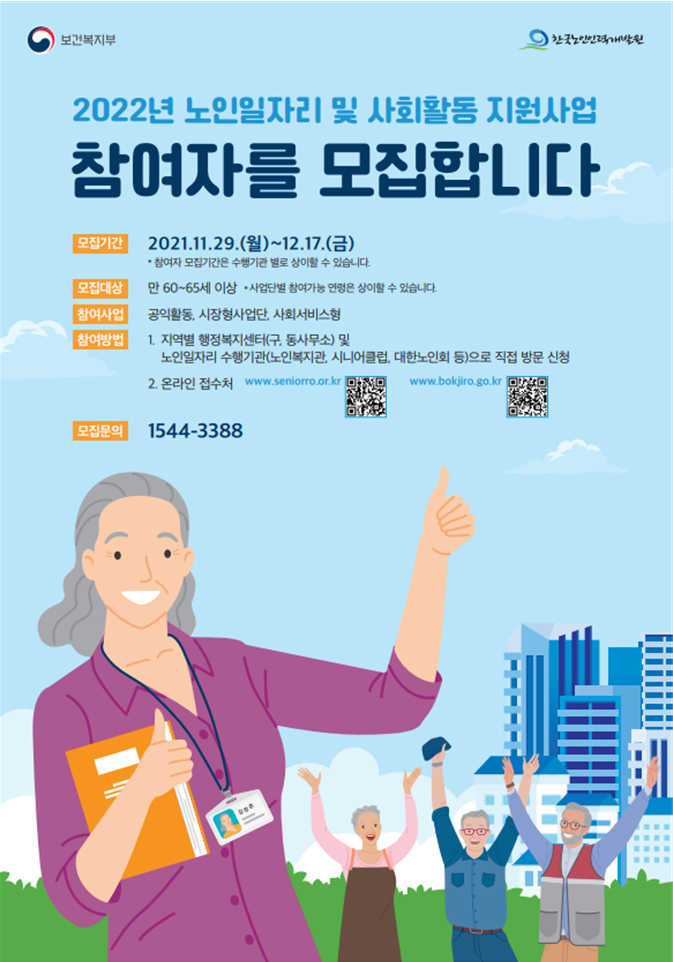 보건복지부
한국노인인력개발원
2022년 노인일자리 및 사회활동 지원사업
참여자를 모집합니다
모집기간 2021.11.29.(월)~12.17.(금)
* 참여자 모집기간은 수행기관 별로 상이할 수 있습니다.
모집대상 만 60~65세 이상 *사업단별 참여가능 연령은 상이할 수 있습니다.
참여사업 공익활동, 시장형사업단, 사회서비스형
참여방법 1. 지역별 행정복지센터(구, 동사무소) 및
노인일자리 수행기관(노인복지관, 시니어클럽, 대한노인회 등)으로 직접 방문 신청
2. 온라인 접수처 www.seniorro.or.kr www.bokjiro.go.kr
모집문의 1544-3388